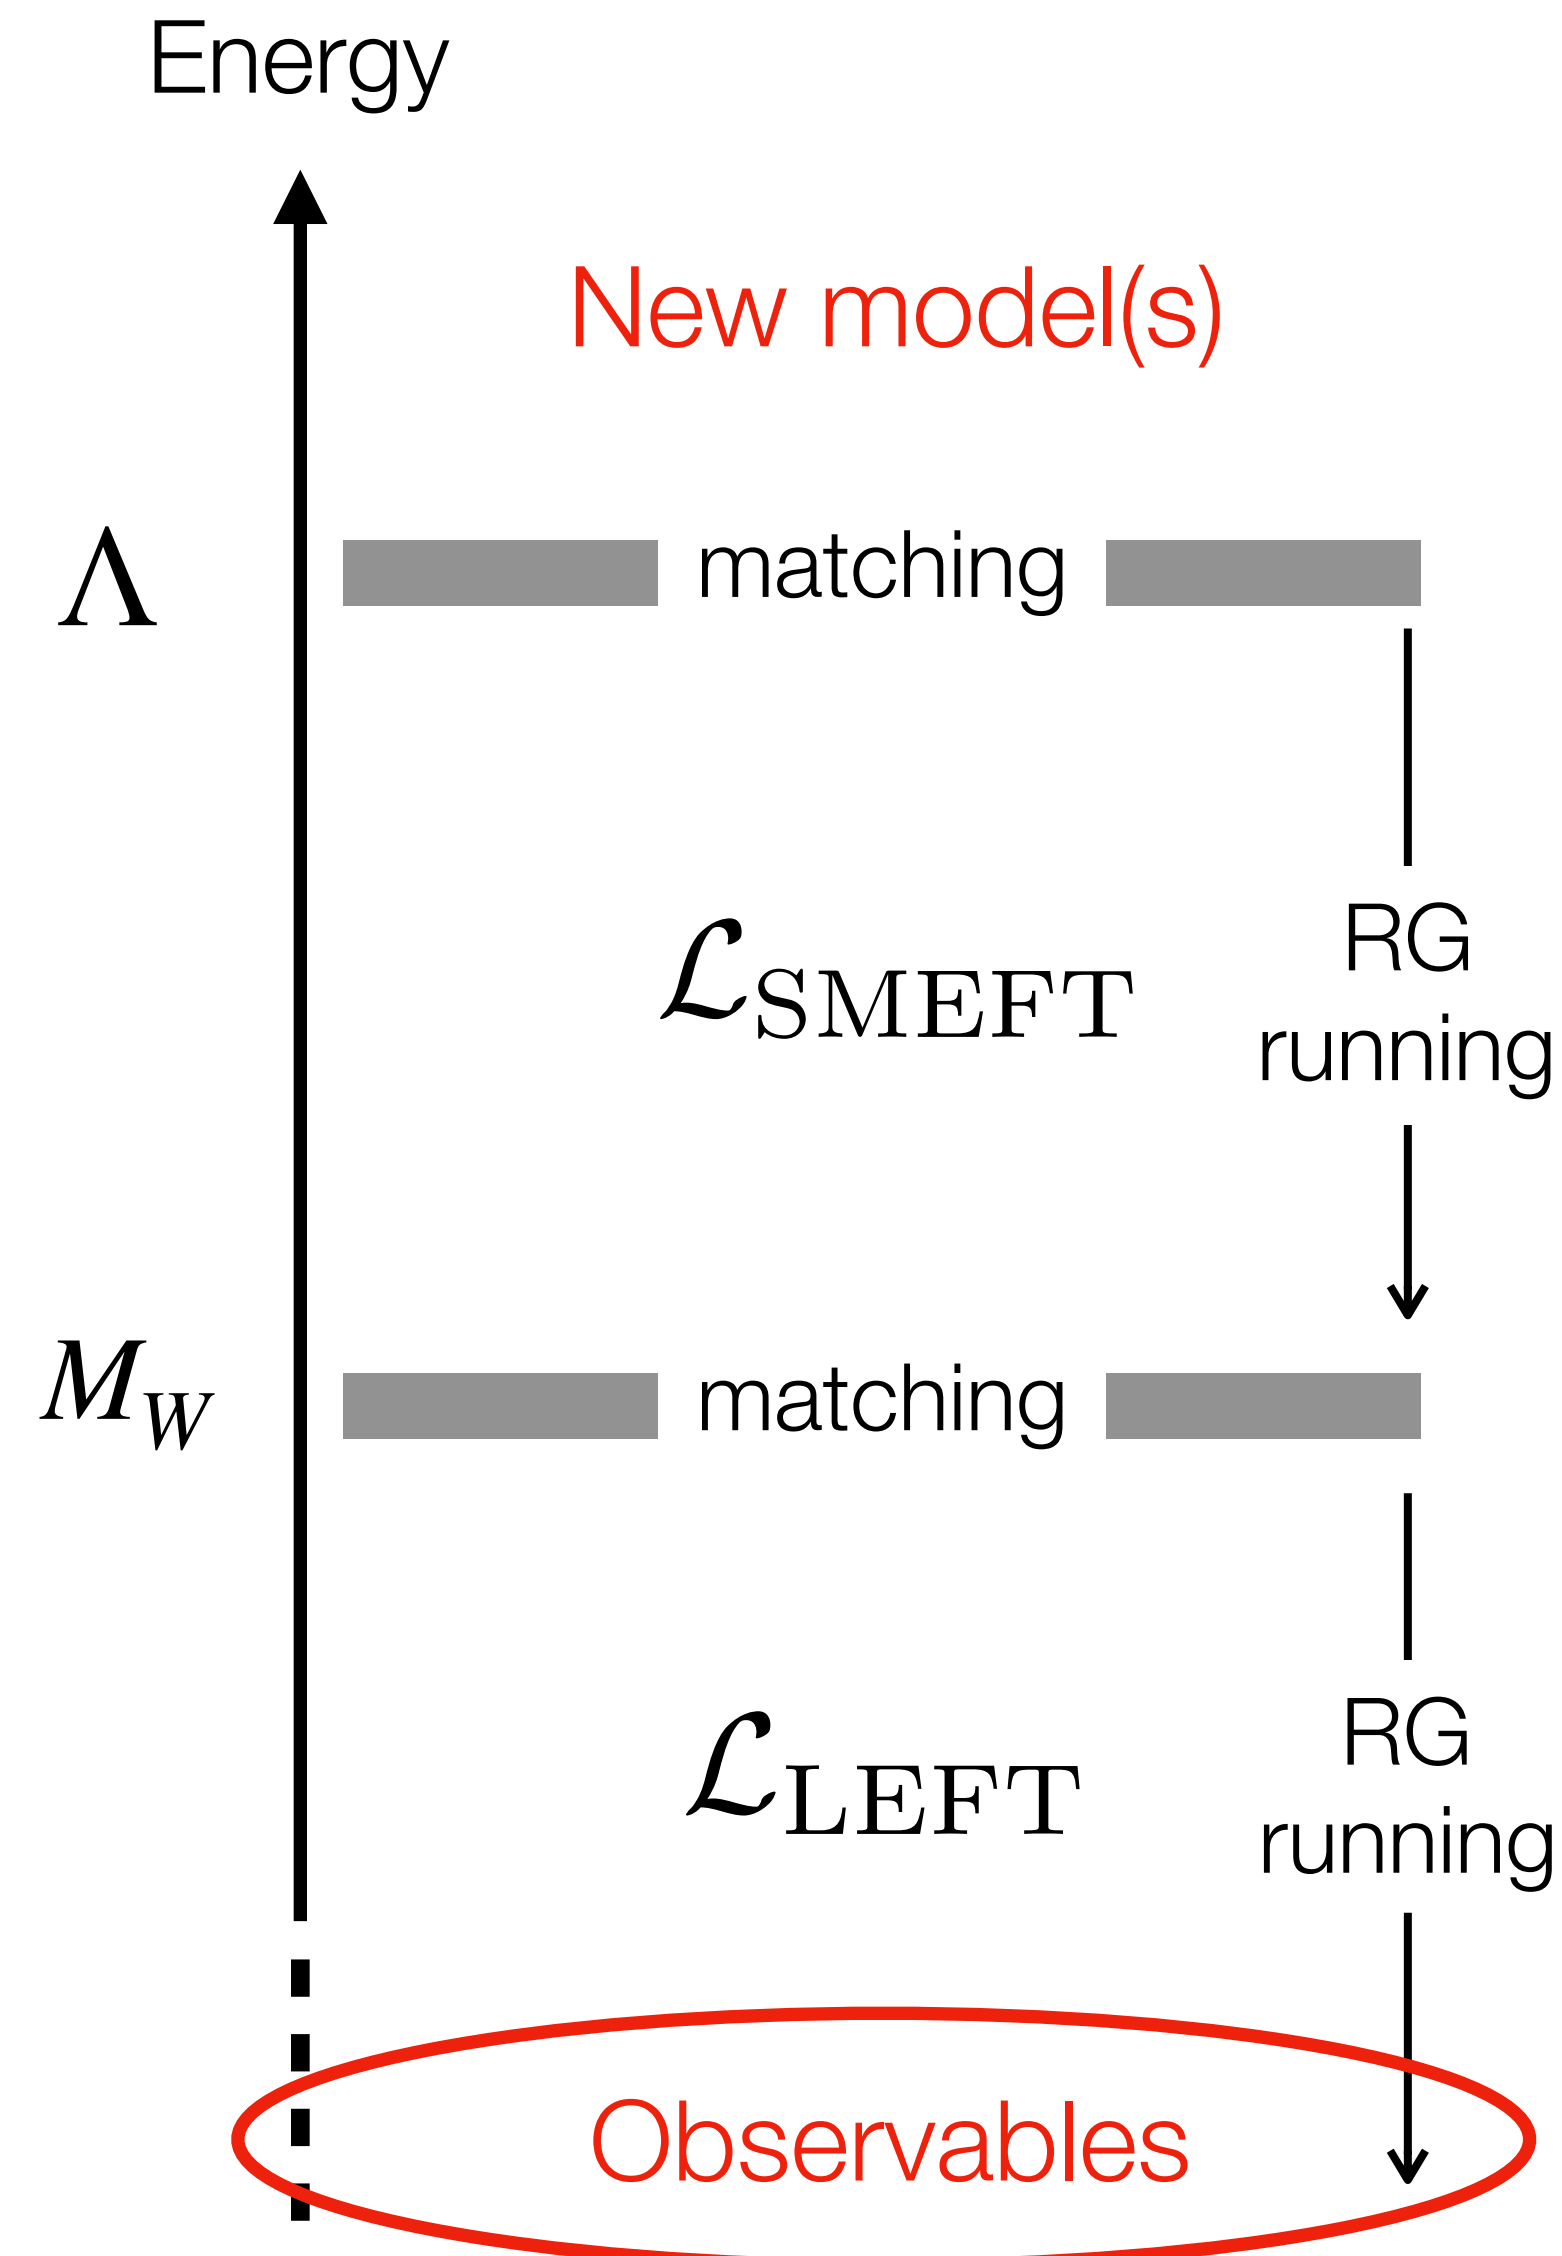 Energy
New model(s)
Λ matching
ℒSMEFT
RG
running
M_W matching
ℒLEFT
RG
running
Observables